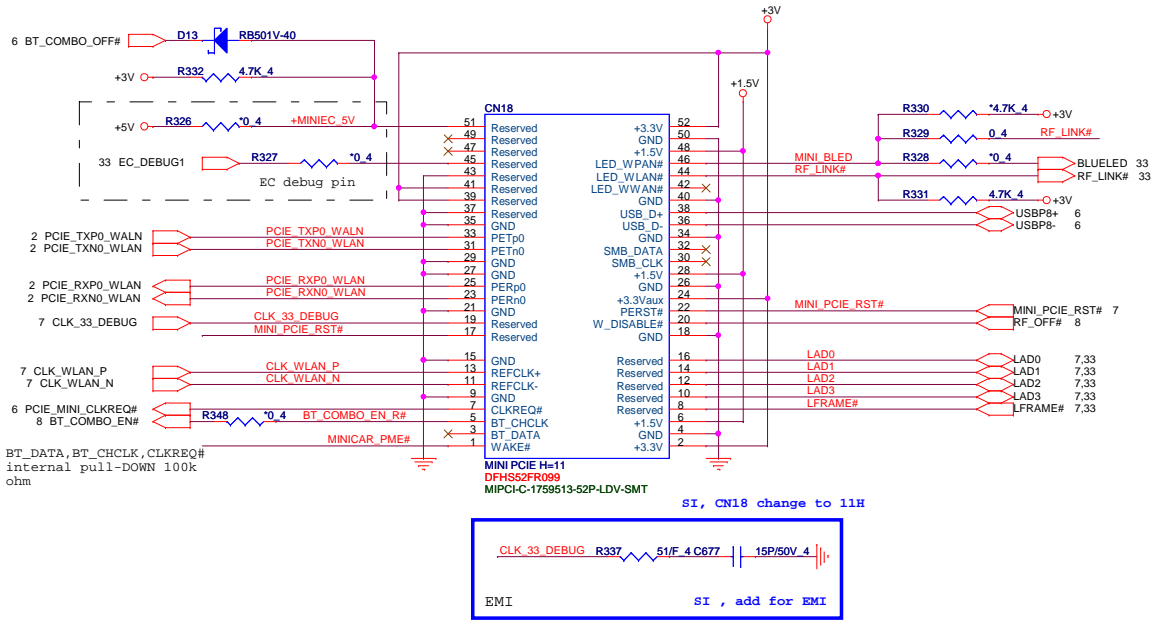 +3V
6 BT_COMBO_OFF#
D13 RB501V-40
+3V R332 4.7K_4
+1.5V
+5V R326 *0_4 +MINIEC_5V
33 EC_DEBUG1 R327 *0_4
EC debug pin
CN18
51 Reserved
49 Reserved
47 Reserved
45 Reserved
43 Reserved
41 Reserved
39 Reserved
37 Reserved
35 GND
33 PETp0
31 PETn0
29 GND
27 GND
25 PERp0
23 PERn0
21 GND
19 Reserved
17 Reserved
15 GND
13 REFCLK+
11 REFCLK-
9 GND
7 CLKREQ#
5 BT_CHCLK
3 BT_DATA
1 WAKE#
+3.3V 52
GND 50
+1.5V 48
LED_WPAN# 46
LED_WLAN# 44
LED_WWAN# 42
GND 40
USB_D+ 38
USB_D- 36
GND 34
SMB_DATA 32
SMB_CLK 30
+1.5V 28
GND 26
+3.3Vaux 24
PERST# 22
W_DISABLE# 20
GND 18
Reserved 16
Reserved 14
Reserved 12
Reserved 10
Reserved 8
+1.5V 6
GND 4
+3.3V 2
2 PCIE_TXP0_WALN PCIE_TXP0_WALN
2 PCIE_TXN0_WLAN PCIE_TXN0_WLAN
2 PCIE_RXP0_WLAN PCIE_RXP0_WLAN
2 PCIE_RXN0_WLAN PCIE_RXN0_WLAN
7 CLK_33_DEBUG CLK_33_DEBUG
MINI_PCIE_RST#
7 CLK_WLAN_P CLK_WLAN_P
7 CLK_WLAN_N CLK_WLAN_N
6 PCIE_MINI_CLKREQ#
8 BT_COMBO_EN# R348 *0_4 BT_COMBO_EN_R#
MINICAR_PME#
BT_DATA,BT_CHCLK,CLKREQ#
internal pull-DOWN 100k
ohm
R330 *4.7K_4 +3V
R329 0_4 RF_LINK#
MINI_BLED R328 *0_4 BLUELED 33
RF_LINK# RF_LINK# 33
R331 4.7K_4 +3V
USBP8+ 6
USBP8- 6
MINI_PCIE_RST# MINI_PCIE_RST# 7
RF_OFF# 8
LAD0 LAD0 7,33
LAD1 LAD1 7,33
LAD2 LAD2 7,33
LAD3 LAD3 7,33
LFRAME# LFRAME# 7,33
MINI PCIE H=11
DFHS52FR099
MIPCI-C-1759513-52P-LDV-SMT
SI, CN18 change to 11H
CLK_33_DEBUG R337 51/F_4 C677 15P/50V_4
EMI
SI , add for EMI